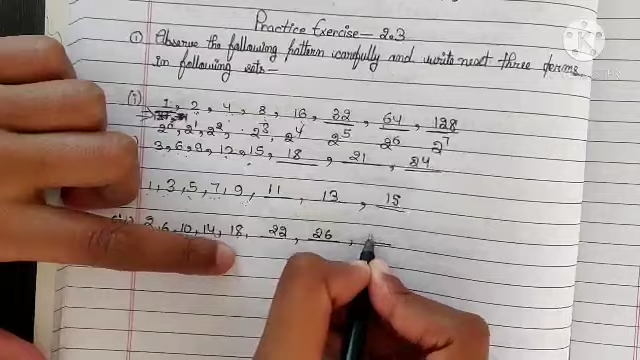 Practice Exercise - 2.3
① Observe the following pattern carefully and write next three terms
in following sets-
(i) 1, 2, 4, 8, 16, 32, 64, 128
2⁰, 2¹, 2², 2³, 2⁴ 2⁵ 2⁶ 2⁷
3, 6, 9, 12, 15, 18, 21, 24
1, 3, 5, 7, 9, 11, 13, 15
2, 6, 10, 14, 18, 22, 26,
K